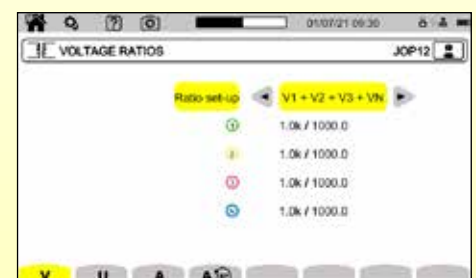 01/07/21 09:30
VOLTAGE RATIOS JOP12
Ratio set-up V1 + V2 + V3 + VN
1 1.0k / 1000.0
2 1.0k / 1000.0
3 1.0k / 1000.0
N 1.0k / 1000.0
V U A